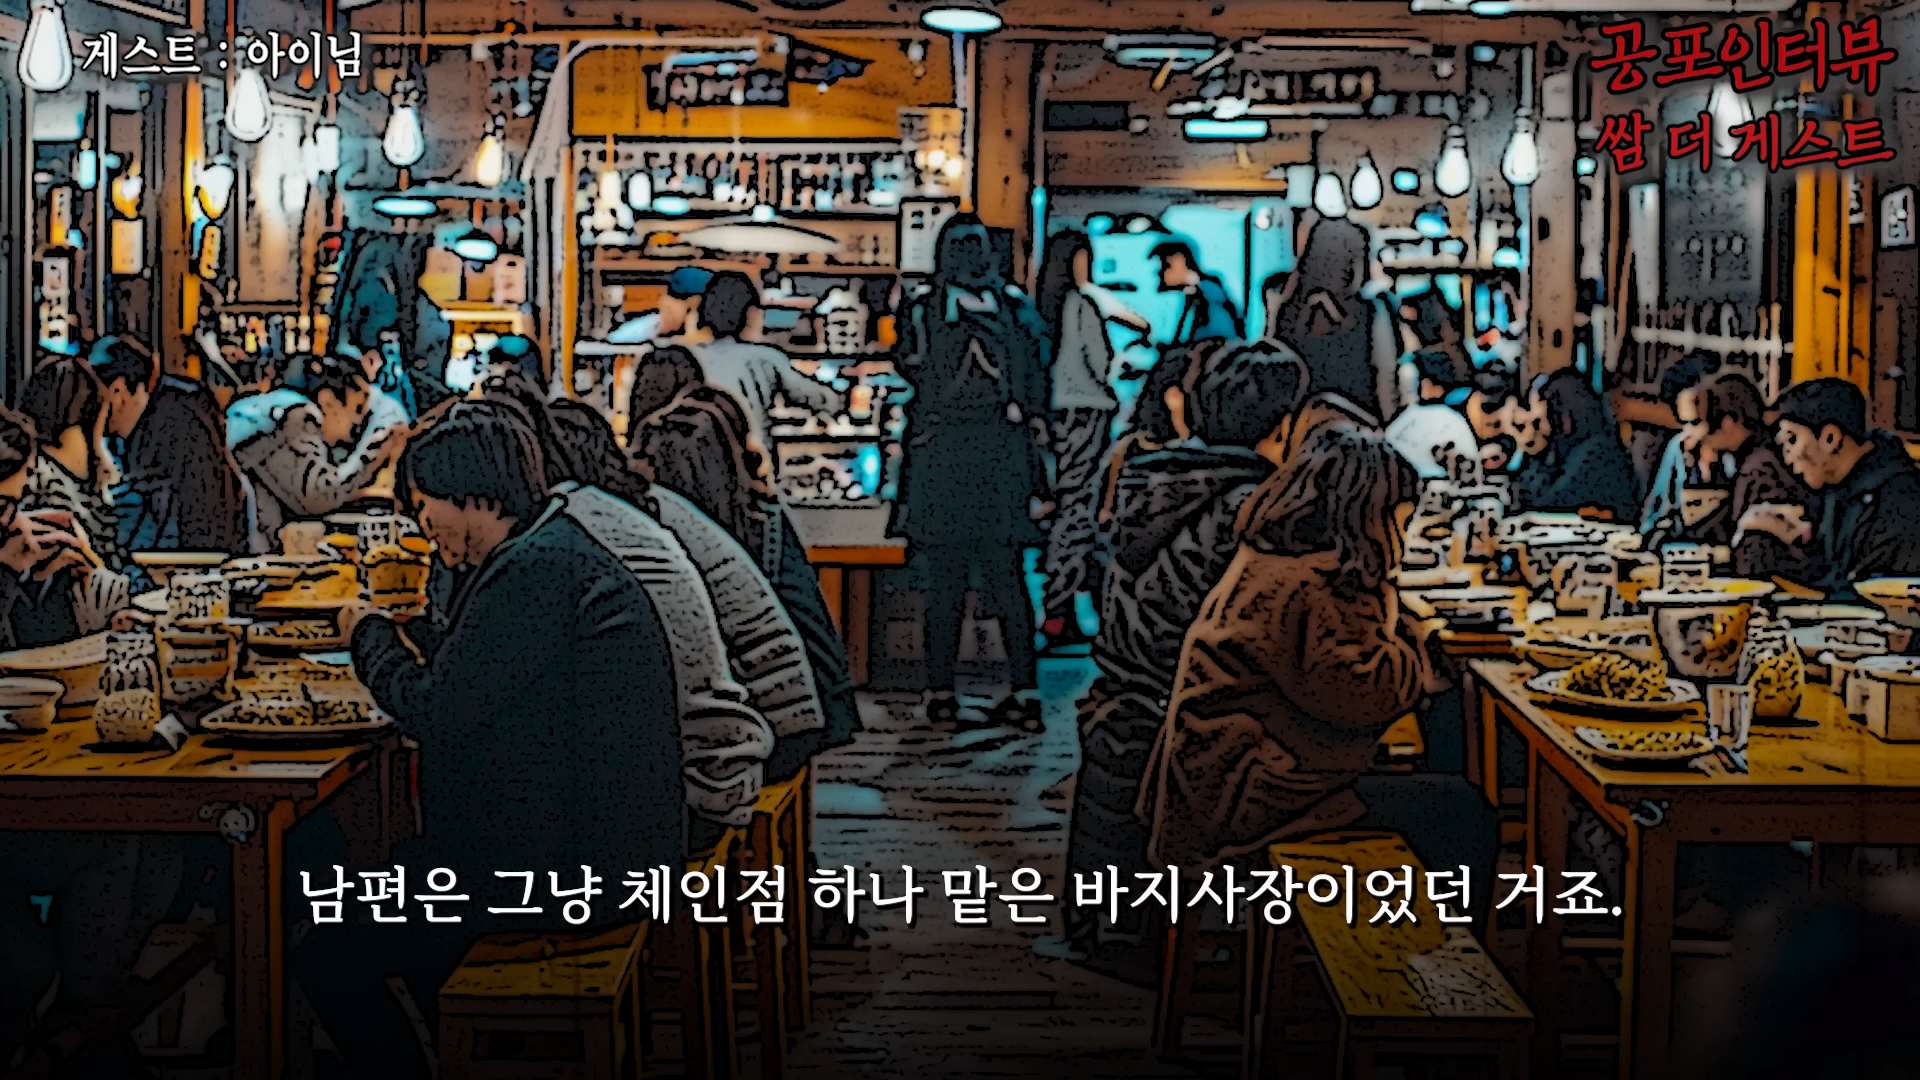 게스트 : 아이님
공포인터뷰
쌈 더 게스트
남편은 그냥 체인점 하나 맡은 바지사장이었던 거죠.